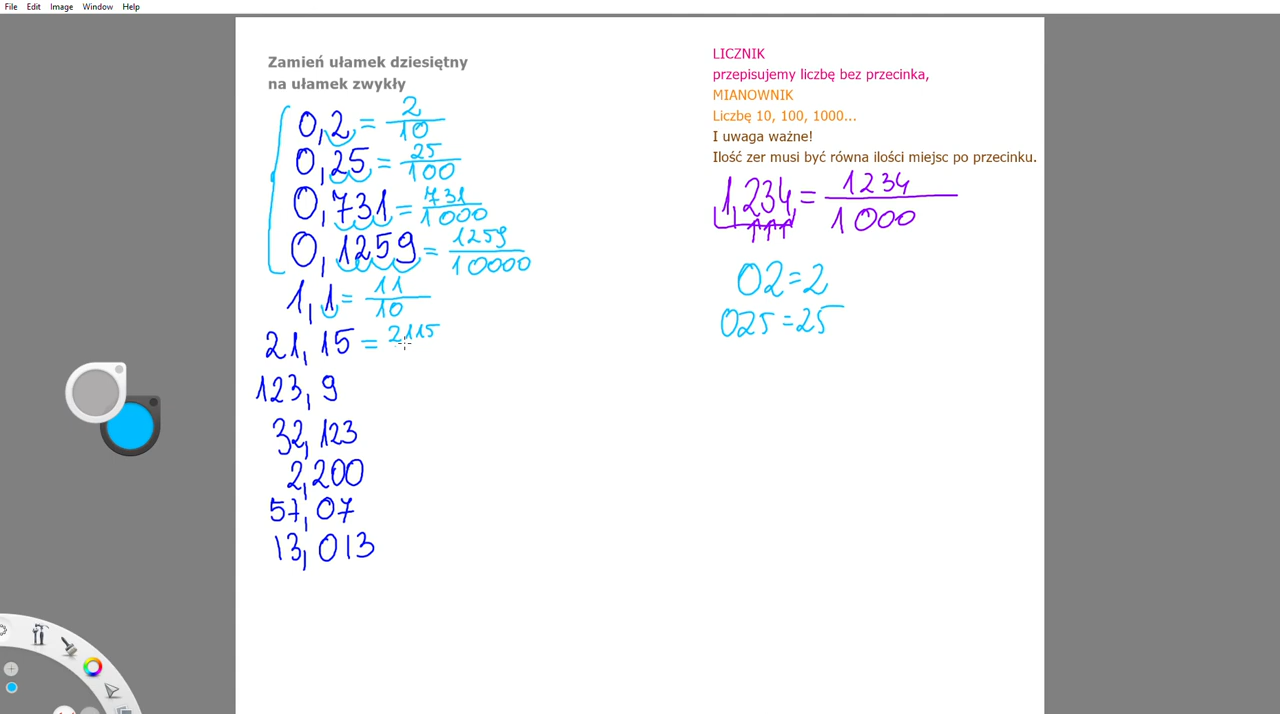 File Edit Image Window Help
Zamień ułamek dziesiętny
na ułamek zwykły
0,2 = 2/10
0,25 = 25/100
0,731 = 731/1000
0,1259 = 1259/10000
1,1 = 11/10
21,15 = 2115
123,9
32,123
2,200
57,07
13,013
LICZNIK
przepisujemy liczbę bez przecinka,
MIANOWNIK
Liczbę 10, 100, 1000...
I uwaga ważne!
Ilość zer musi być równa ilości miejsc po przecinku.
1,234 = 1234/1000
02=2
025=25